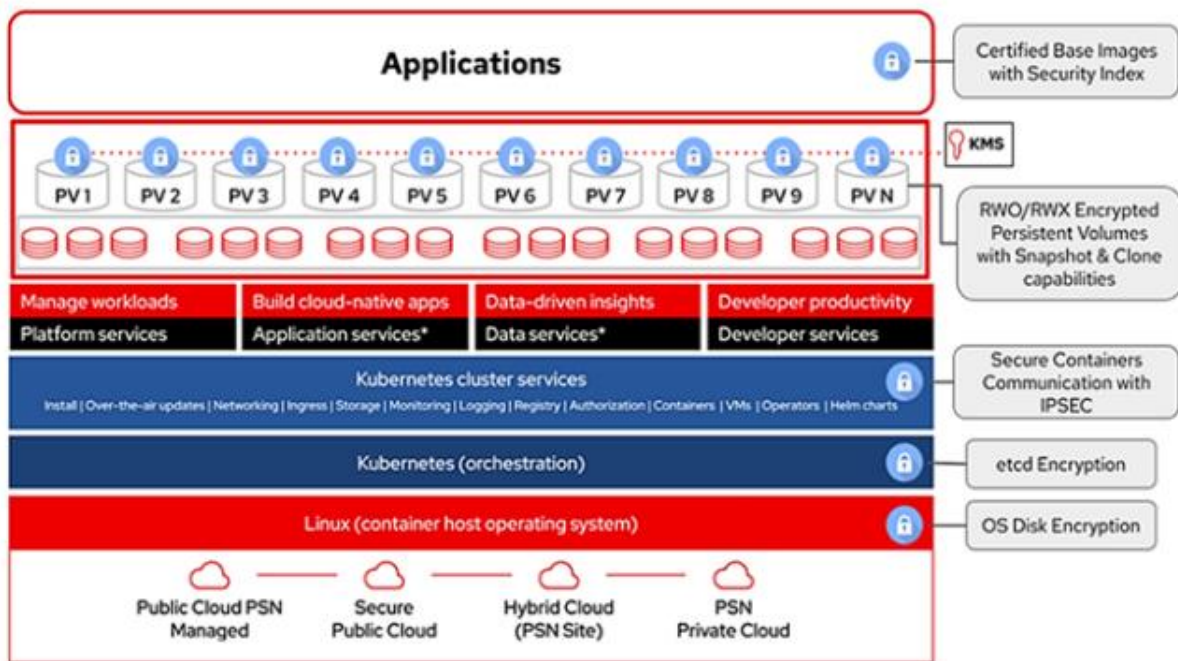 Applications
Certified Base Images
with Security Index
KMS
PV 1
PV 2
PV 3
PV 4
PV 5
PV 6
PV 7
PV 8
PV 9
PV N
RWO/RWX Encrypted
Persistent Volumes
with Snapshot & Clone
capabilities
Manage workloads
Build cloud-native apps
Data-driven insights
Developer productivity
Platform services
Application services*
Data services*
Developer services
Kubernetes cluster services
Install | Over-the-air updates | Networking | Ingress | Storage | Monitoring | Logging | Registry | Authorization | Containers | VMs | Operators | Helm charts
Secure Containers
Communication with
IPSEC
Kubernetes (orchestration)
etcd Encryption
Linux (container host operating system)
OS Disk Encryption
Public Cloud PSN
Managed
Secure
Public Cloud
Hybrid Cloud
(PSN Site)
PSN
Private Cloud